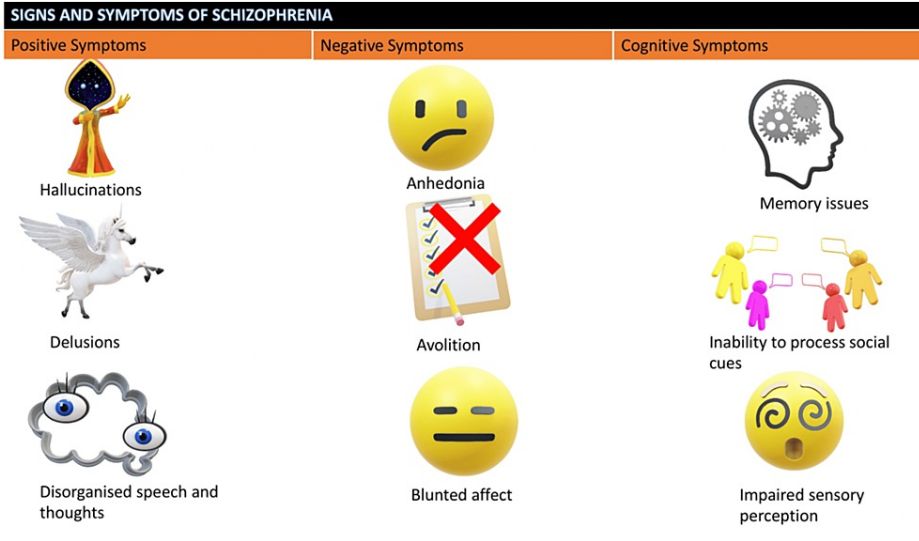 SIGNS AND SYMPTOMS OF SCHIZOPHRENIA
Positive Symptoms
Negative Symptoms
Cognitive Symptoms
Hallucinations
Anhedonia
Memory issues
Delusions
Avolition
Inability to process social
cues
Disorganised speech and
thoughts
Blunted affect
Impaired sensory
perception